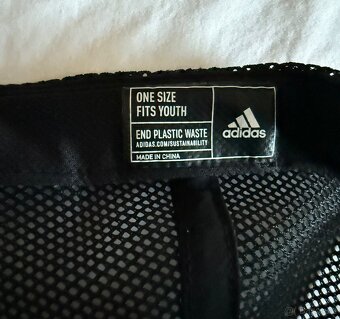 ONE SIZE
FITS YOUTH
END PLASTIC WASTE
ADIDAS.COM/SUSTAINABILITY
MADE IN CHINA
adidas